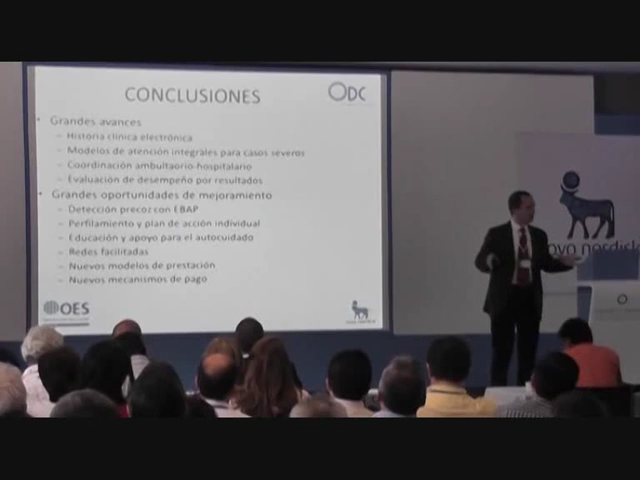 CONCLUSIONES
ODC
• Grandes avances
– Historia clínica electrónica
– Modelos de atención integrales para casos severos
– Coordinación ambultaorio-hospitalario
– Evaluación de desempeño por resultados
• Grandes oportunidades de mejoramiento
– Detección precoz con EBAP
– Perfilamiento y plan de acción individual
– Educación y apoyo para el autocuidado
– Redes facilitadas
– Nuevos modelos de prestación
– Nuevos mecanismos de pago
OES
novo nordisk